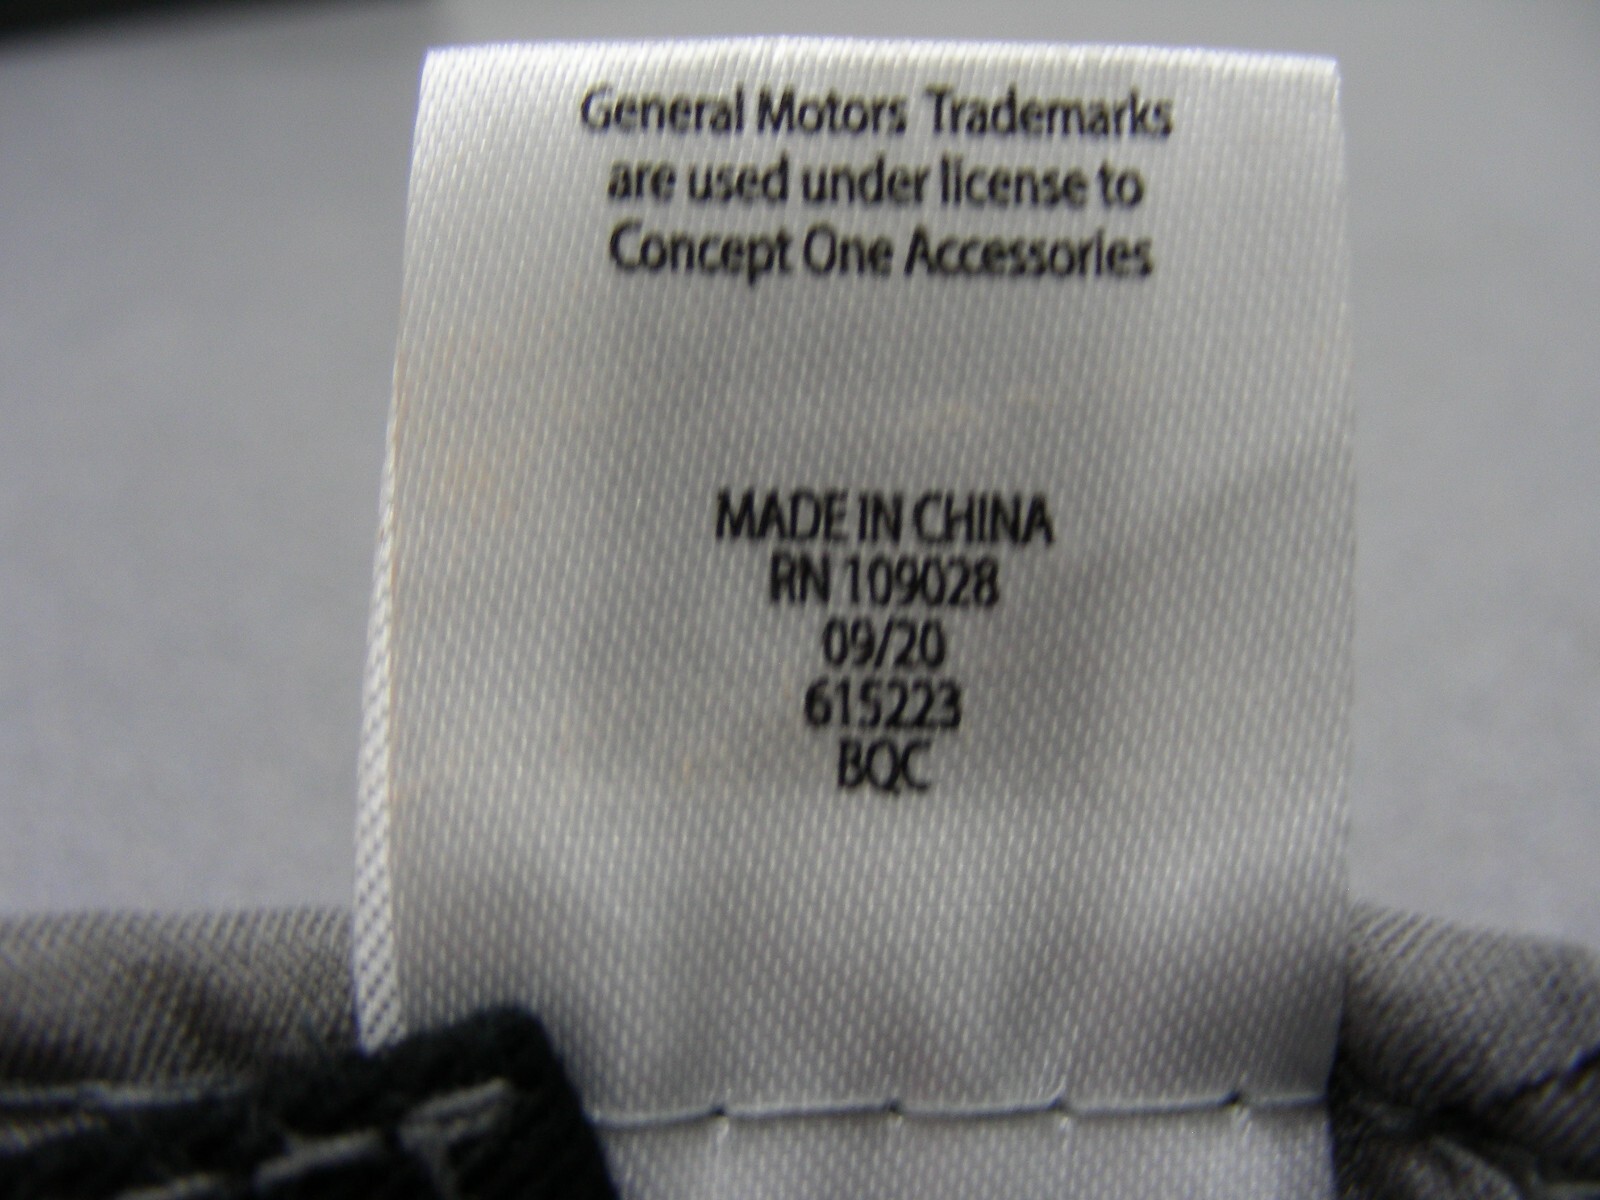 General Motors Trademarks
are used under license to
Concept One Accessories
MADE IN CHINA
RN 109028
09/20
615223
BQC